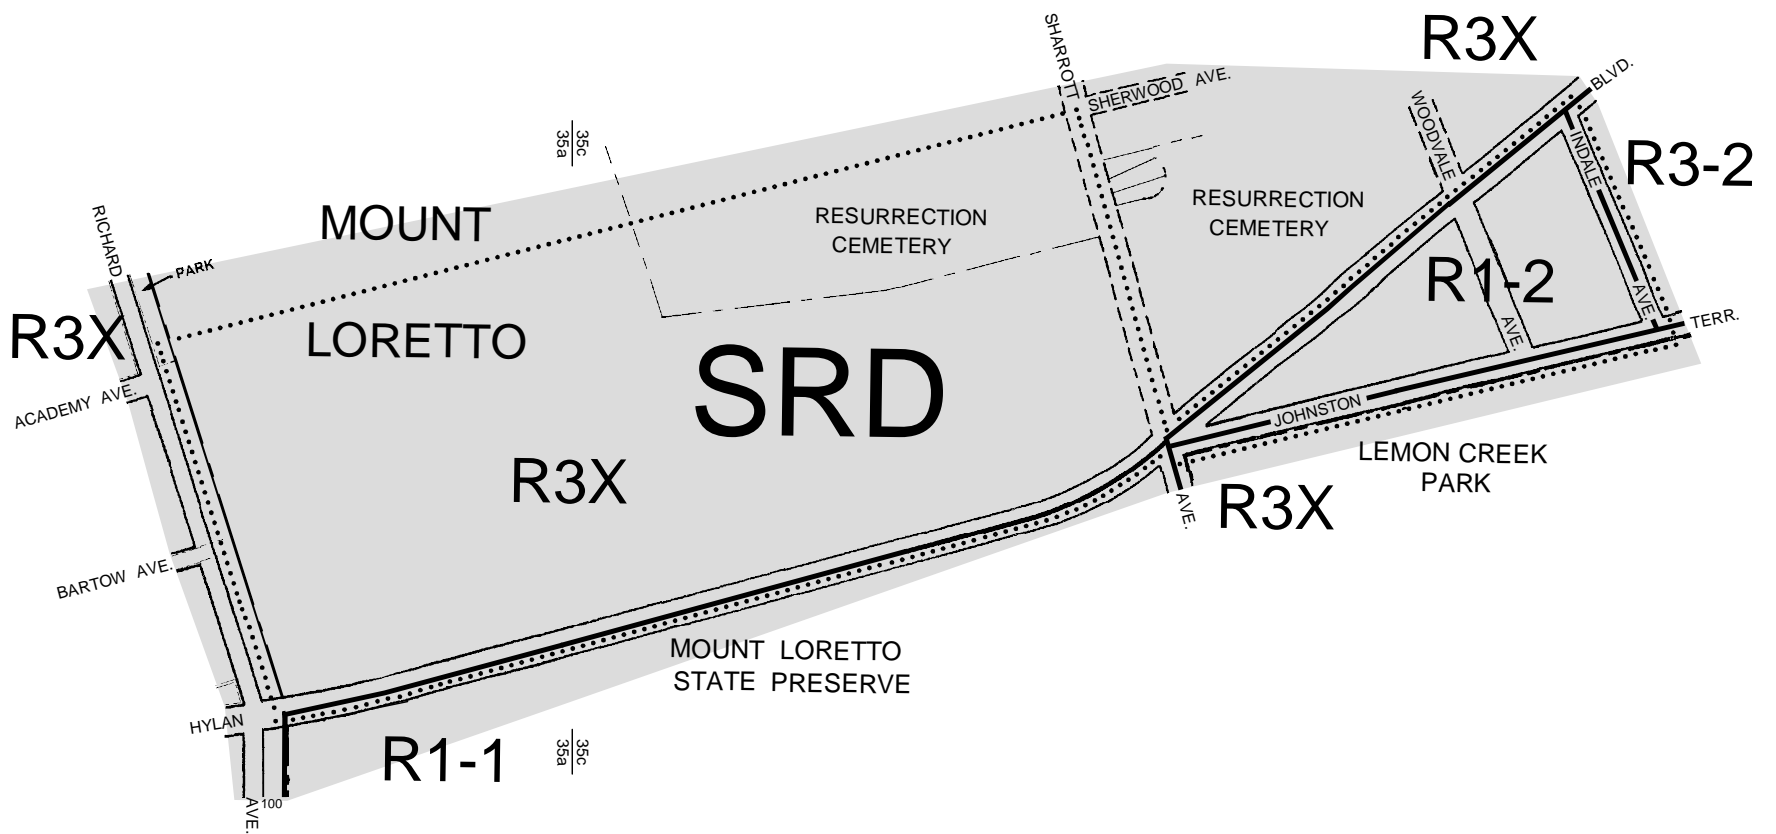 R3X
BLVD.
SHARROTT
SHERWOOD AVE.
WOODVALE
INDALE
R3-2
35c
35a
RESURRECTION
CEMETERY
RESURRECTION
CEMETERY
RICHARD
MOUNT
PARK
R3X
LORETTO
R1-2
AVE.
AVE.
TERR.
SRD
ACADEMY AVE.
JOHNSTON
R3X
LEMON CREEK
PARK
R3X
AVE.
BARTOW AVE.
MOUNT LORETTO
STATE PRESERVE
HYLAN
R1-1
35c
35a
100
AVE.